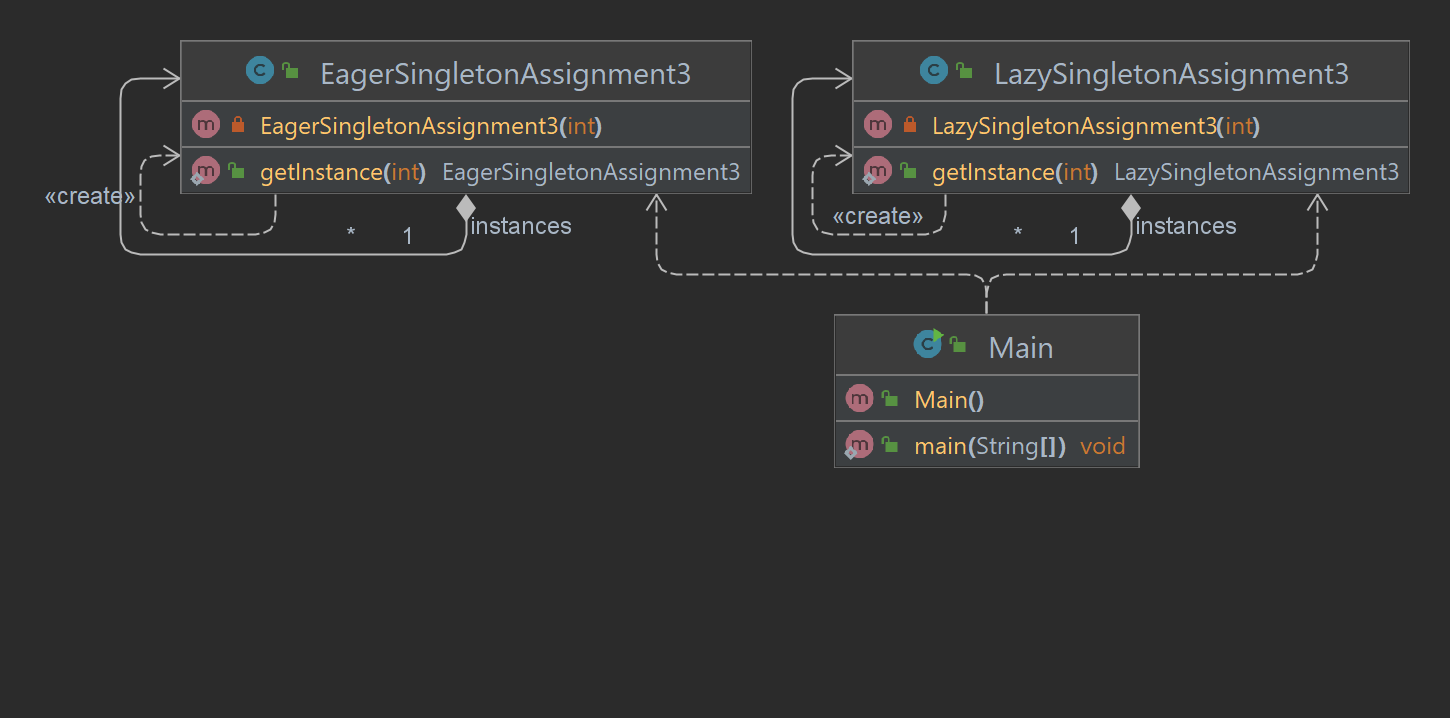 EagerSingletonAssignment3
EagerSingletonAssignment3(int)
getInstance(int) EagerSingletonAssignment3
«create»
* 1
instances
LazySingletonAssignment3
LazySingletonAssignment3(int)
getInstance(int) LazySingletonAssignment3
«create»
* 1
instances
Main
Main()
main(String[]) void